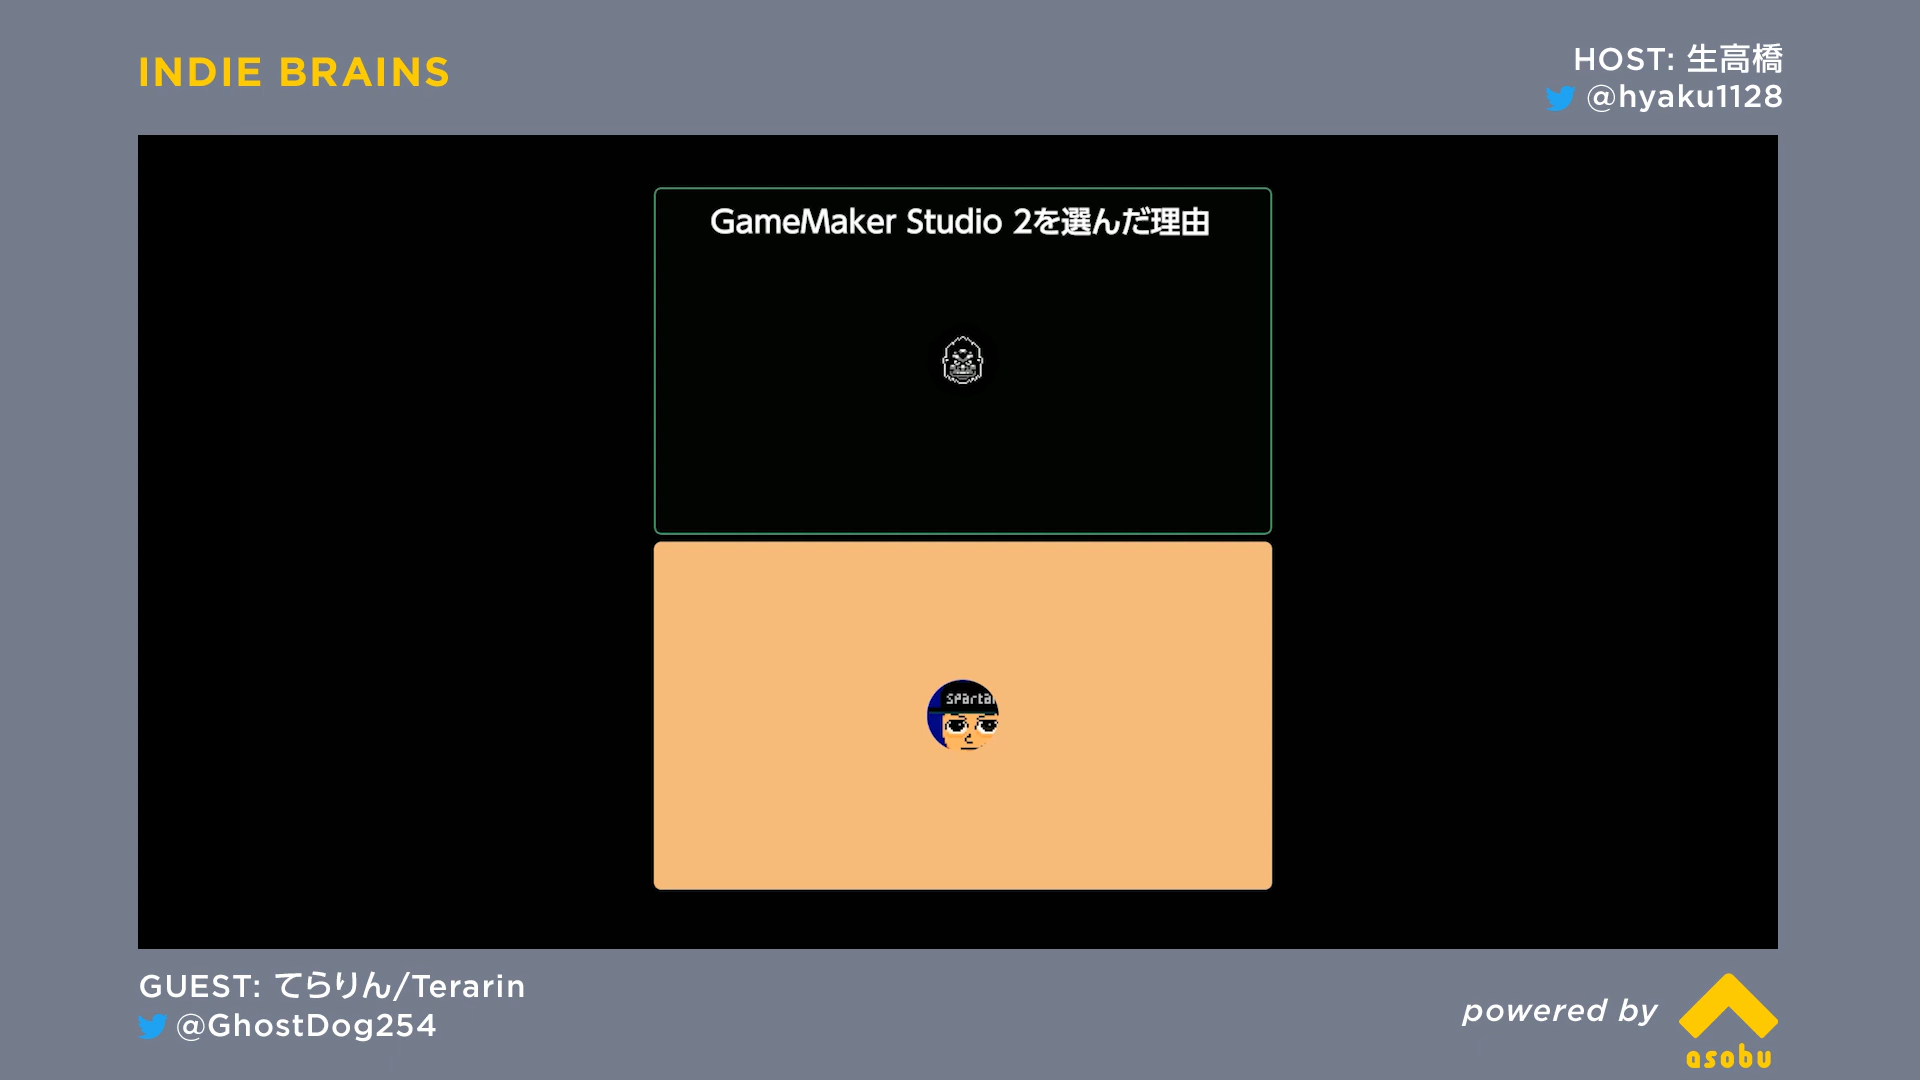 INDIE BRAINS
HOST: 生高橋
@hyaku1128
GameMaker Studio 2を選んだ理由
sparta
GUEST: てらりん/Terarin
@GhostDog254
powered by
asobu